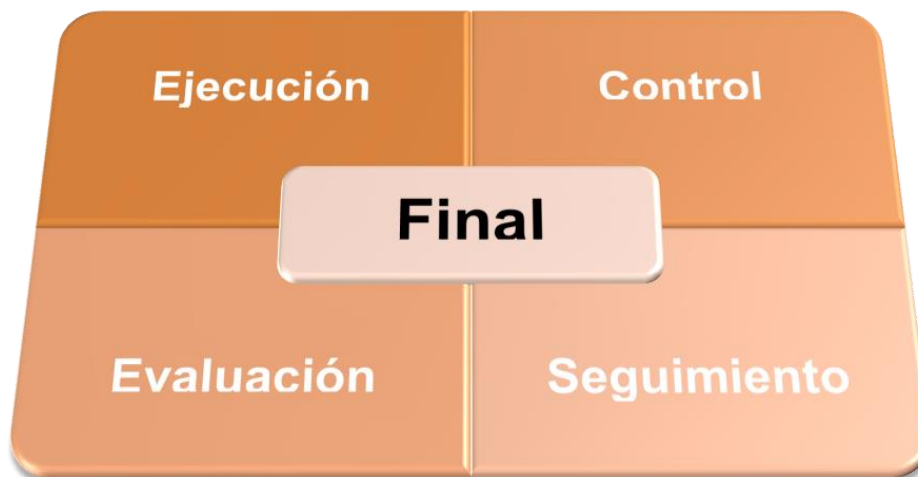 Ejecución
Control
Final
Evaluación
Seguimiento